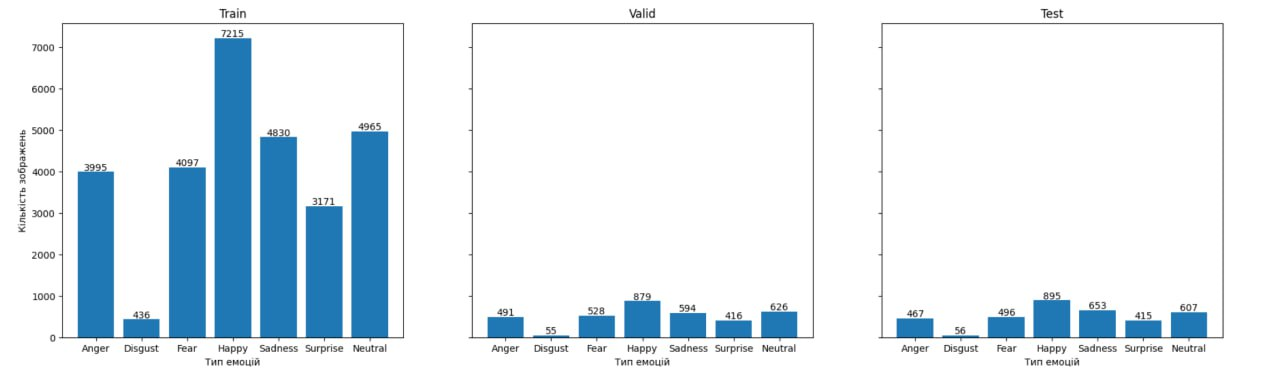 Train
Valid
Test
Кількість зображень
7000
6000
5000
4000
3000
2000
1000
0
3995
436
4097
7215
4830
3171
4965
Anger Disgust Fear Happy Sadness Surprise Neutral
Тип емоцій
491
55
528
879
594
416
626
Anger Disgust Fear Happy Sadness Surprise Neutral
Тип емоцій
467
56
496
895
653
415
607
Anger Disgust Fear Happy Sadness Surprise Neutral
Тип емоцій